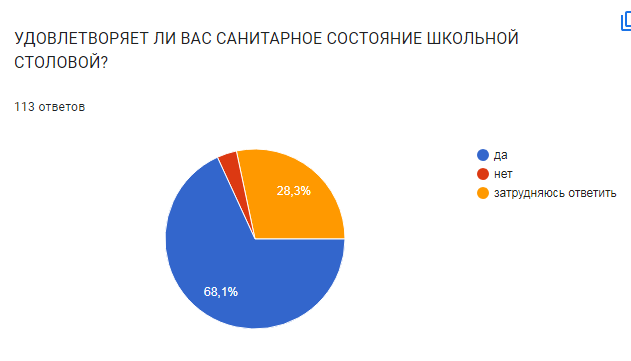 УДОВЛЕТВОРЯЕТ ЛИ ВАС САНИТАРНОЕ СОСТОЯНИЕ ШКОЛЬНОЙ
СТОЛОВОЙ?
113 ответов
да
нет
затрудняюсь ответить
28,3%
68,1%